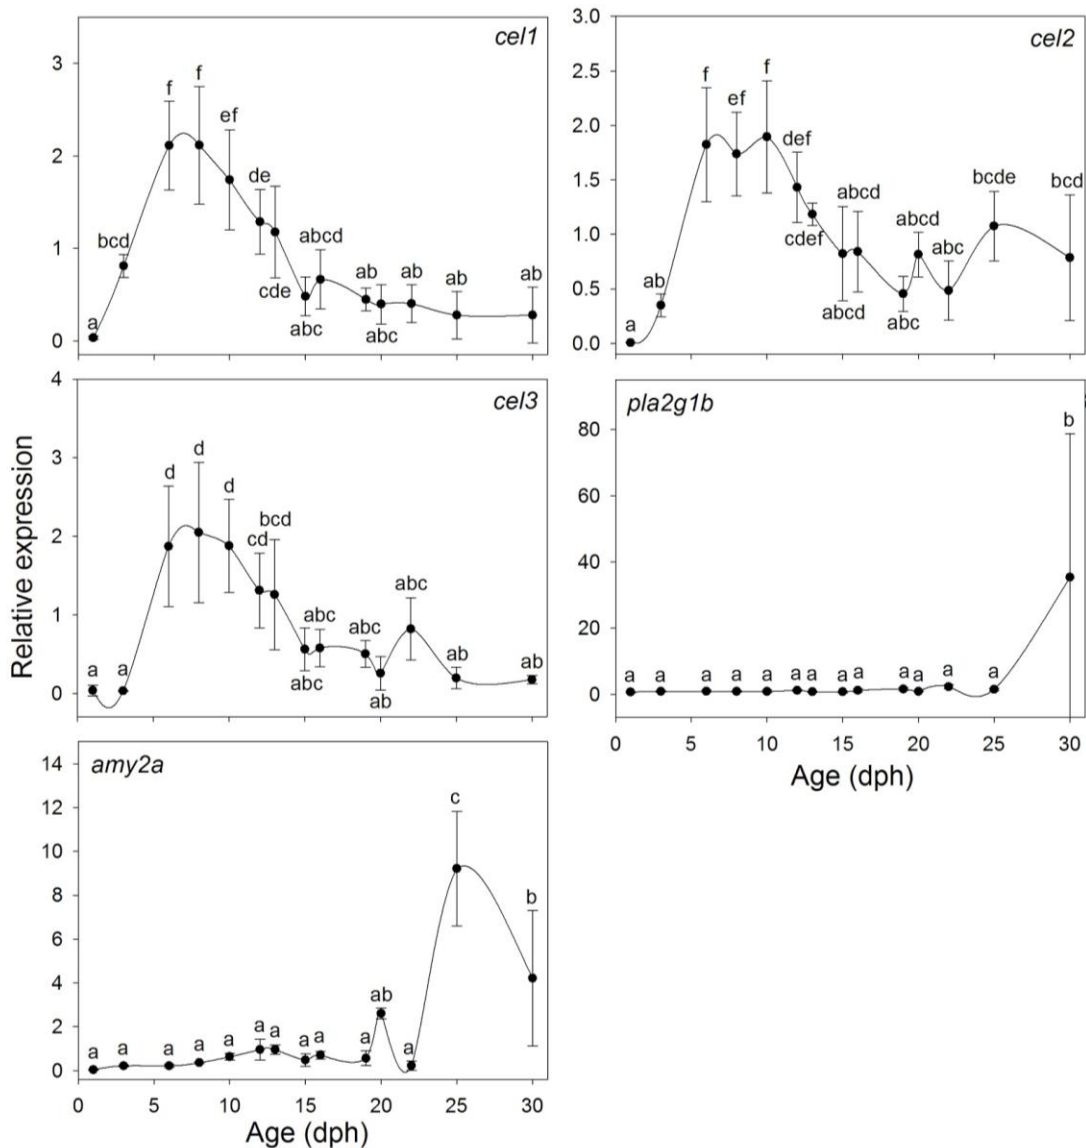 cel1
3
2
1
0
a
bcd
f
f
ef
de
cde
abc
abcd
ab
abc
ab
ab
ab
cel2
3.0
2.5
2.0
1.5
1.0
0.5
0.0
a
ab
f
ef
f
def
cdef
abcd
abcd
abc
abcd
abc
bcde
bcd
Relative expression
cel3
4
3
2
1
0
a
a
d
d
d
cd
bcd
abc
abc
abc
ab
abc
ab
ab
pla2g1b
80
60
40
20
0
a a a a a a a a a a a a a b
0 5 10 15 20 25 30
Age (dph)
amy2a
14
12
10
8
6
4
2
0
a a a a a a a a a a ab a c b
0 5 10 15 20 25 30
Age (dph)